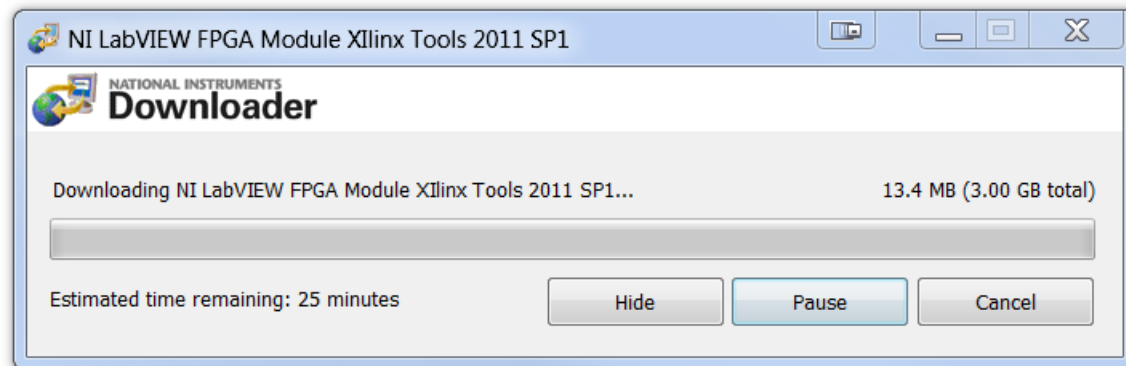 NI LabVIEW FPGA Module XIlinx Tools 2011 SP1
NATIONAL INSTRUMENTS
Downloader
Downloading NI LabVIEW FPGA Module XIlinx Tools 2011 SP1... 13.4 MB (3.00 GB total)
Estimated time remaining: 25 minutes Hide Pause Cancel